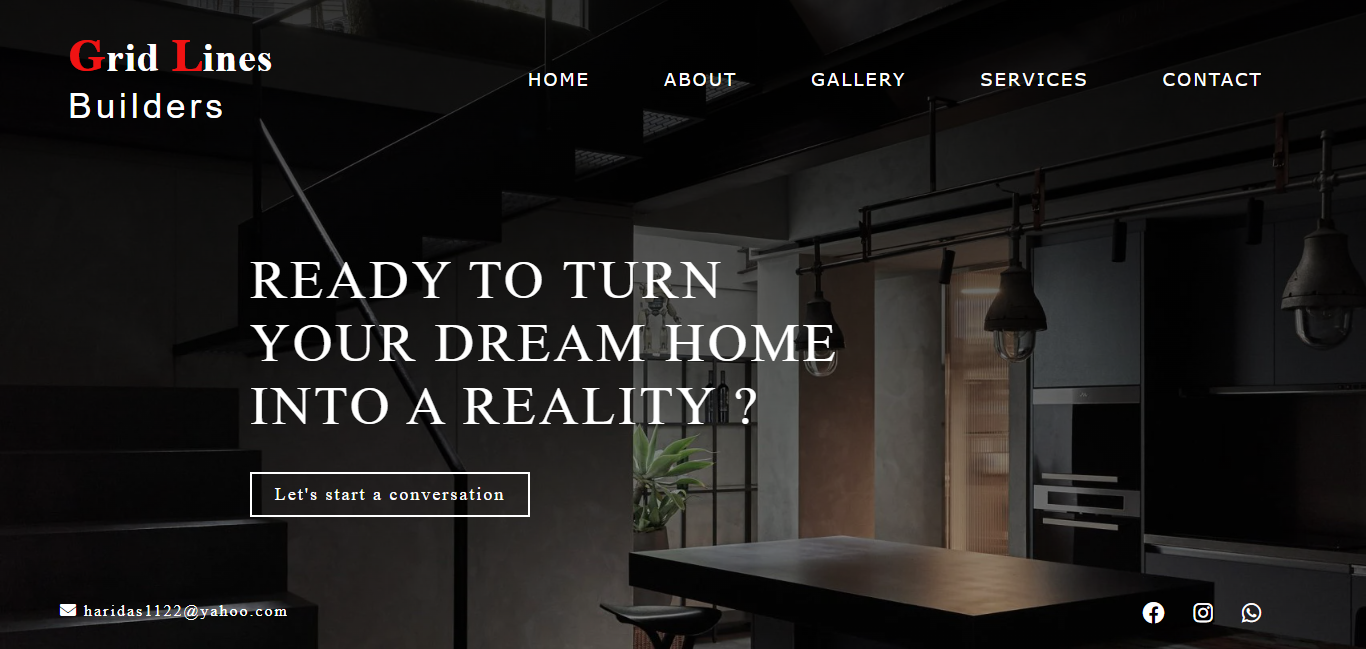 Grid Lines
Builders
HOME ABOUT GALLERY SERVICES CONTACT
READY TO TURN
YOUR DREAM HOME
INTO A REALITY ?
Let's start a conversation
haridas1122@yahoo.com